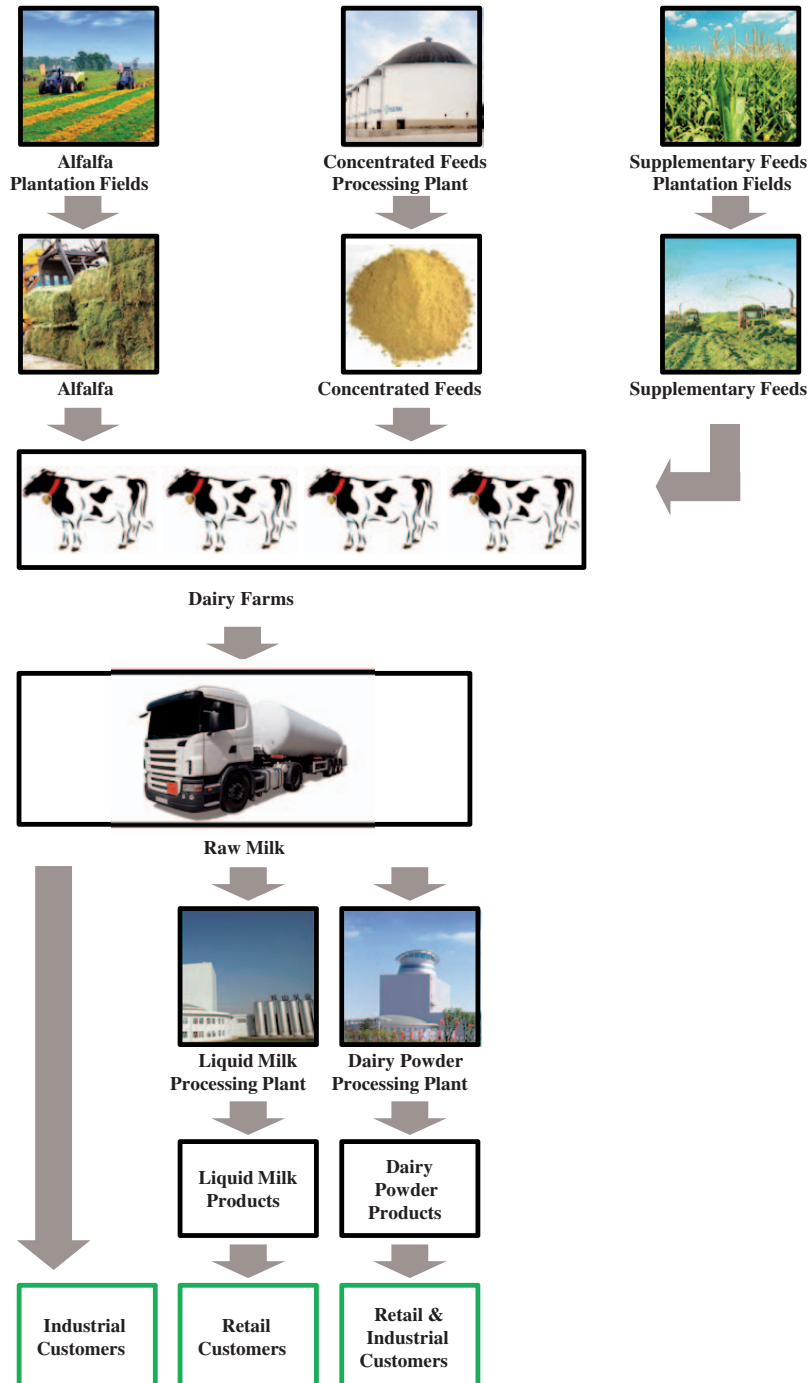 Alfalfa
Plantation Fields
Concentrated Feeds
Processing Plant
Supplementary Feeds
Plantation Fields
Alfalfa
Concentrated Feeds
Supplementary Feeds
Dairy Farms
Raw Milk
Liquid Milk
Processing Plant
Dairy Powder
Processing Plant
Liquid Milk
Products
Dairy
Powder
Products
Industrial
Customers
Retail
Customers
Retail &
Industrial
Customers